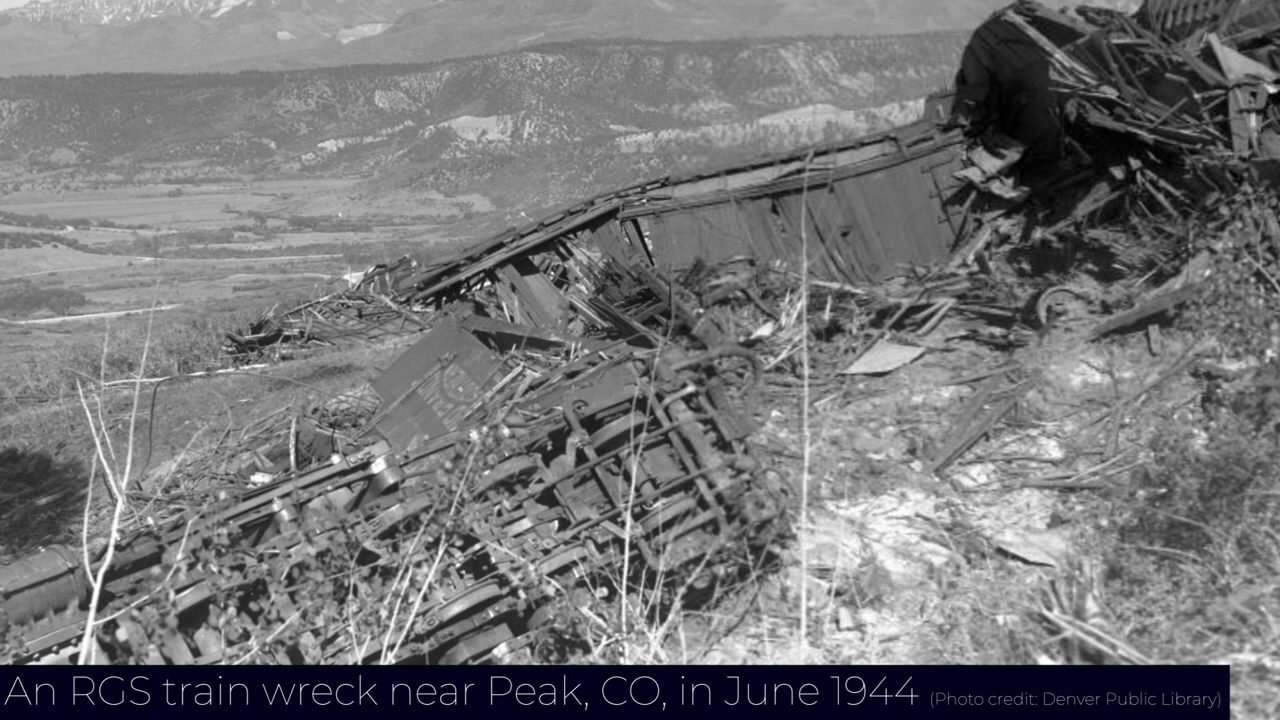 An RGS train wreck near Peak, CO, in June 1944 (Photo credit: Denver Public Library)